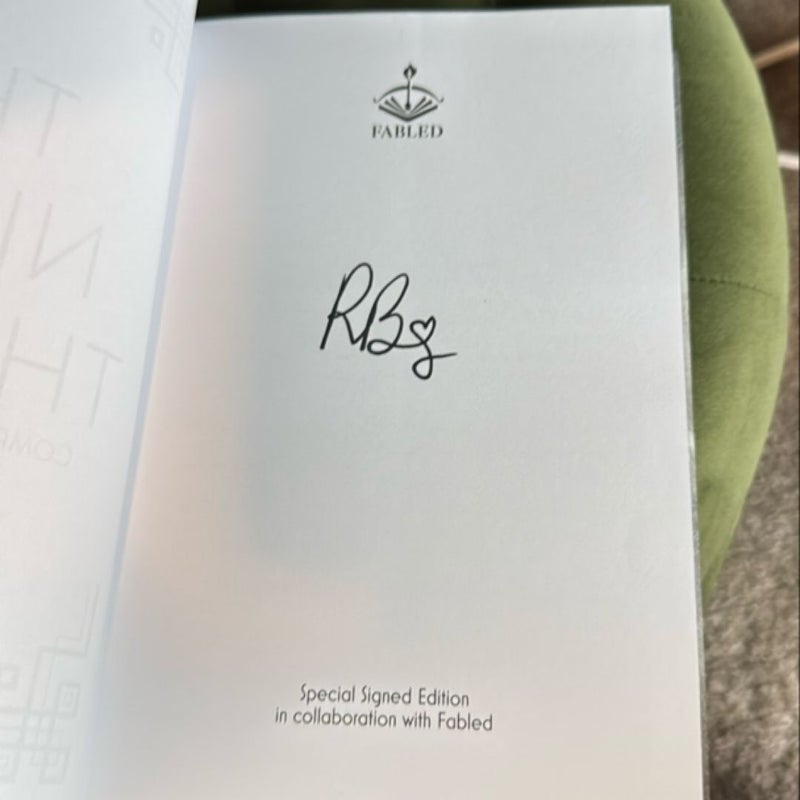 FABLED
RB
Special Signed Edition
in collaboration with Fabled